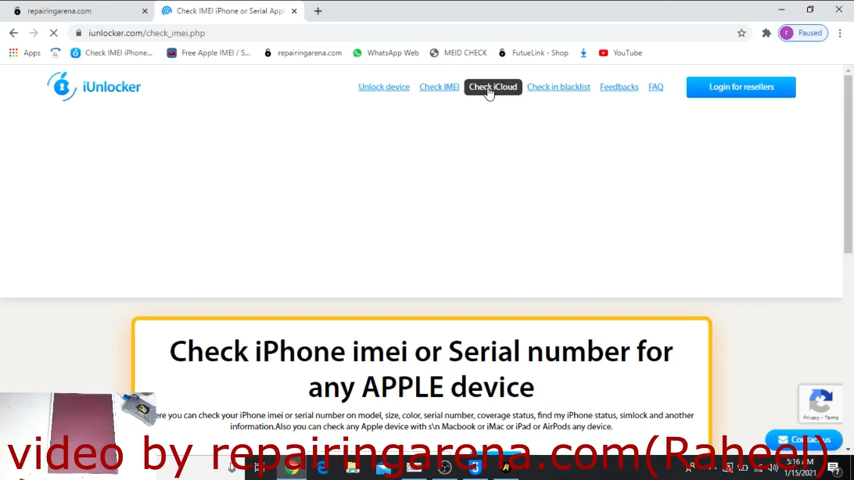 repairingarena.com
Check IMEI iPhone or Serial App
iunlocker.com/check_imei.php
Paused
Apps
Check IMEI iPhone...
Free Apple IMEI / S...
repairingarena.com
WhatsApp Web
MEID CHECK
FutueLink - Shop
YouTube
iUnlocker
Unlock device
Check IMEI
Check iCloud
Check in blacklist
Feedbacks
FAQ
Login for resellers
Check iPhone imei or Serial number for
any APPLE device
ere you can check your iPhone imei or serial number on model, size, color, serial number, coverage status, find my iPhone status, simlock and another
information.Also you can check any Apple device with s\n Macbook or iMac or iPad or AirPods any device.
Privacy - Terms
Contact us
video by repairingarena.com(Raheel)
5:16 AM
1/15/2021